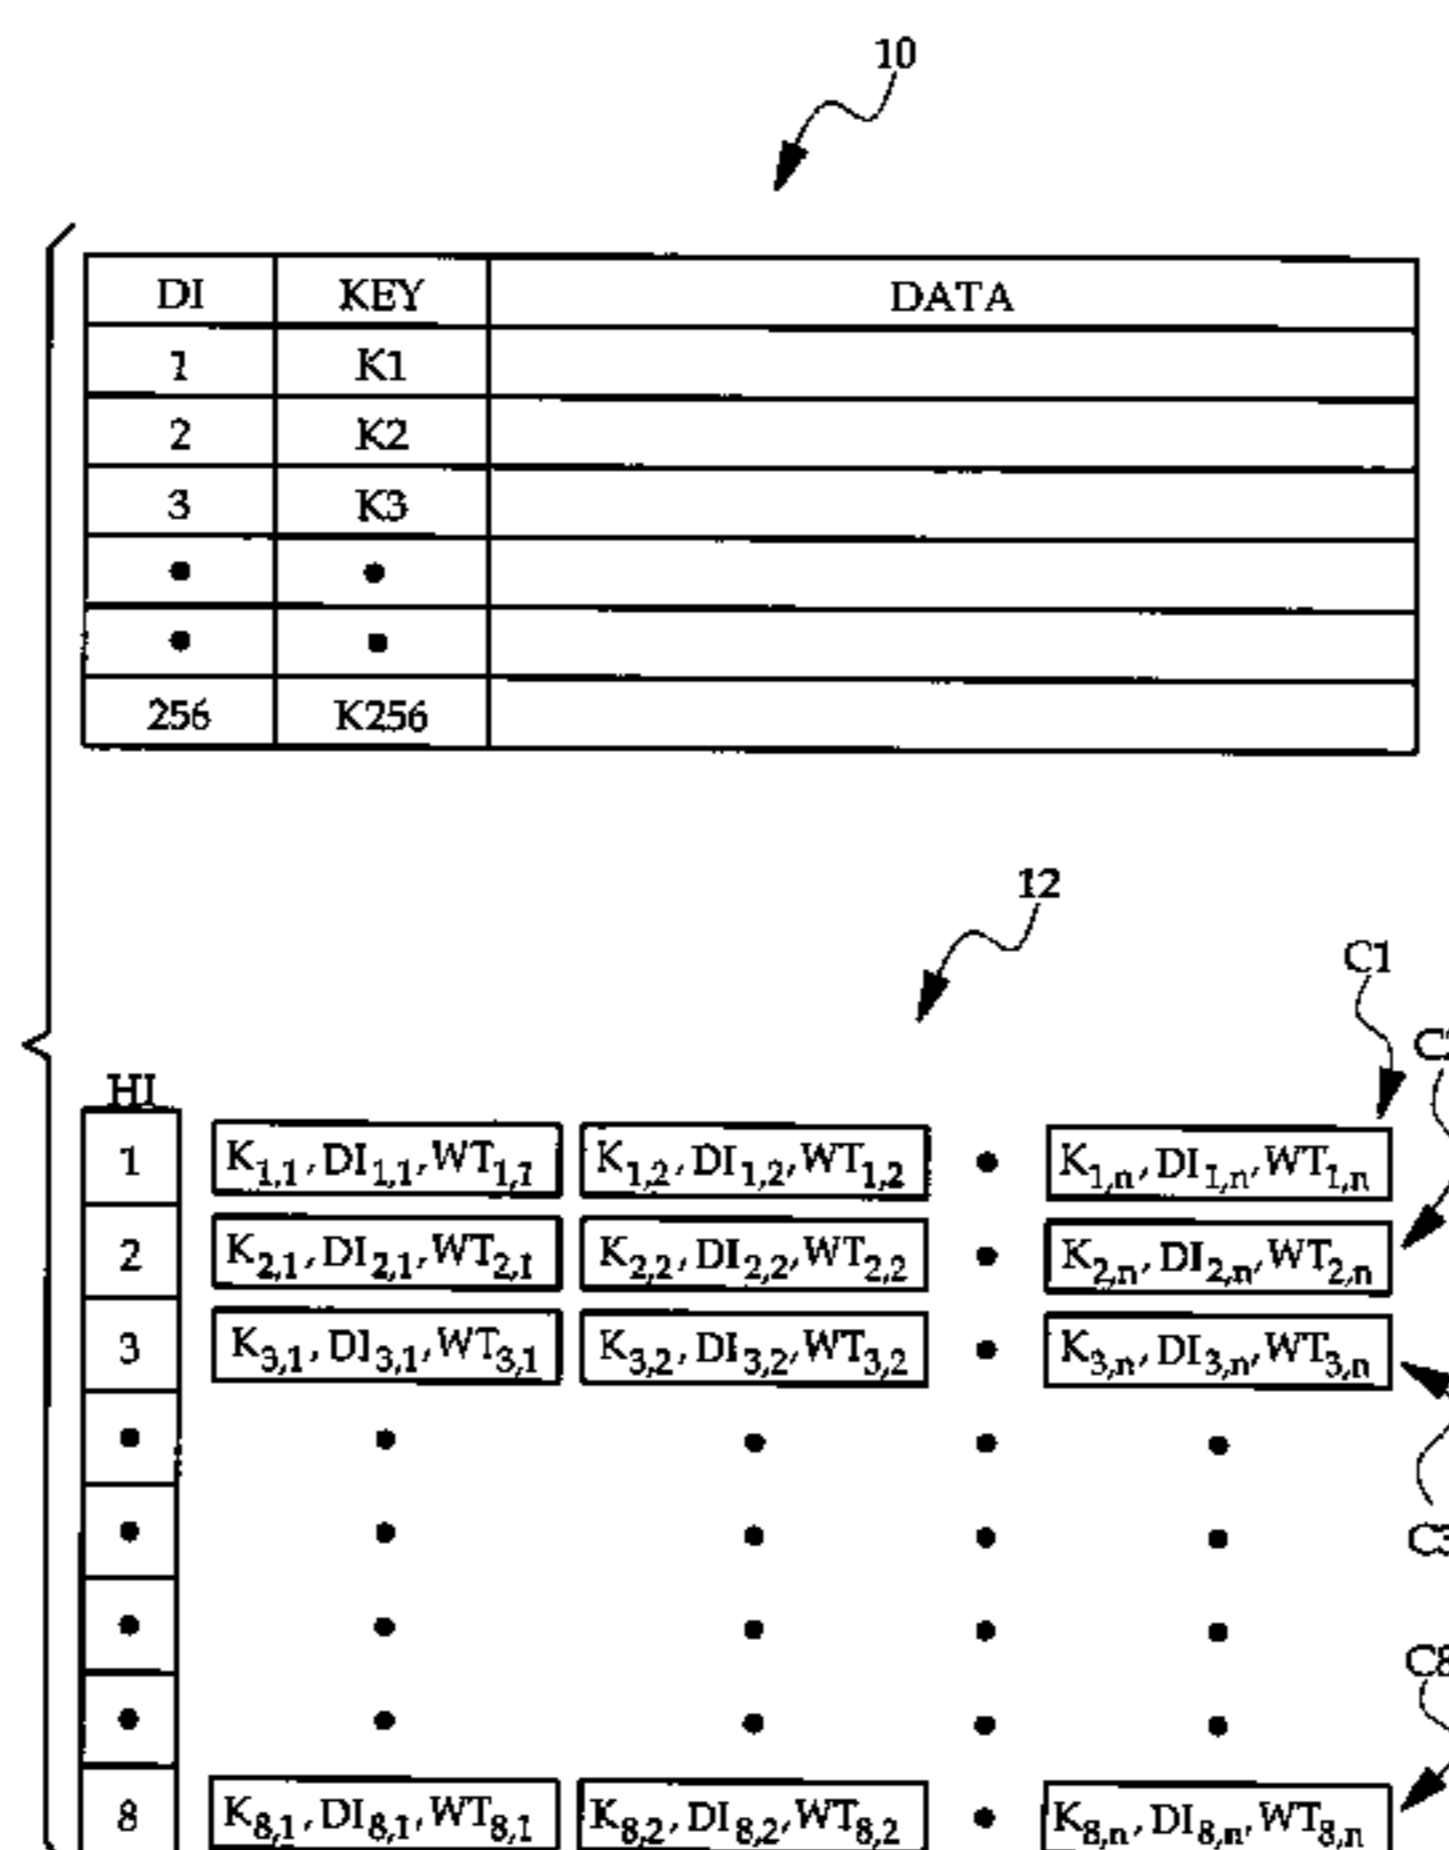 10
DI KEY DATA
1 K1
2 K2
3 K3
• •
• •
256 K256
12
C1
C2
HI
1 K1,1, DI1,1, WT1,1 K1,2, DI1,2, WT1,2 • K1,n, DI1,n, WT1,n
2 K2,1, DI2,1, WT2,1 K2,2, DI2,2, WT2,2 • K2,n, DI2,n, WT2,n
3 K3,1, DI3,1, WT3,1 K3,2, DI3,2, WT3,2 • K3,n, DI3,n, WT3,n
• • • • •
• • • • •
C3
• • • • •
C8
• • • • •
8 K8,1, DI8,1, WT8,1 K8,2, DI8,2, WT8,2 • K8,n, DI8,n, WT8,n